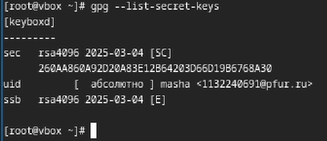 [root@vbox ~]# gpg --list-secret-keys
[keyboxd]
---------
sec   rsa4096 2025-03-04 [SC]
      260AA860A92D20A83E12B64203D66D19B6768A30
uid           [  абсолютно ] masha <1132240691@pfur.ru>
ssb   rsa4096 2025-03-04 [E]

[root@vbox ~]#